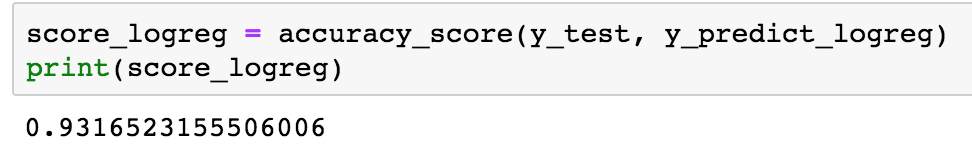 score_logreg = accuracy_score(y_test, y_predict_logreg)
print(score_logreg)
0.9316523155506006